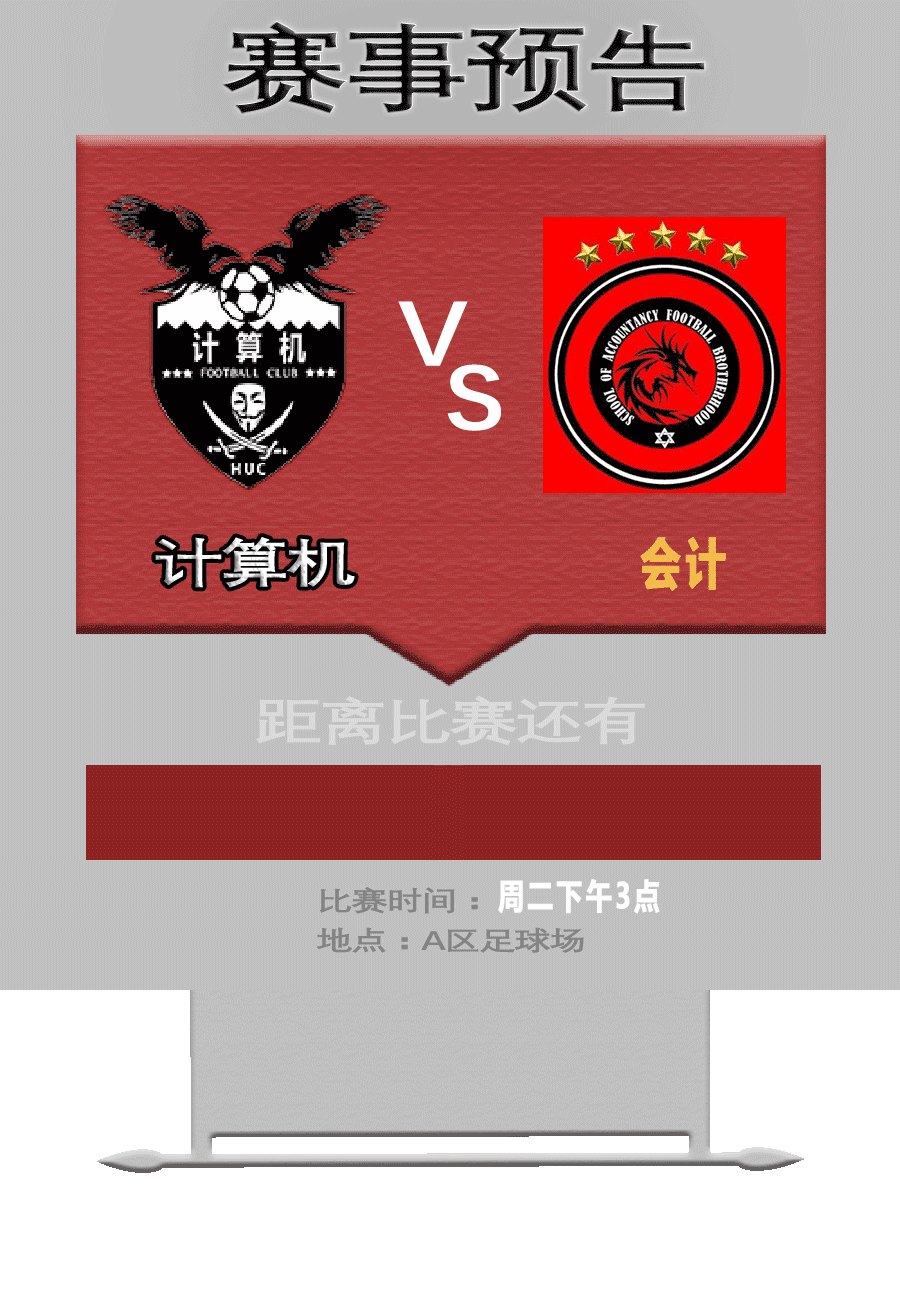 赛事预告
计算机
★★★ FOOTBALL CLUB ★★★
HUC
VS
SCHOOL OF ACCOUNTANCY FOOTBALL BROTHERHOOD
计算机
会计
距离比赛还有
比赛时间：周二下午3点
地点：A区足球场